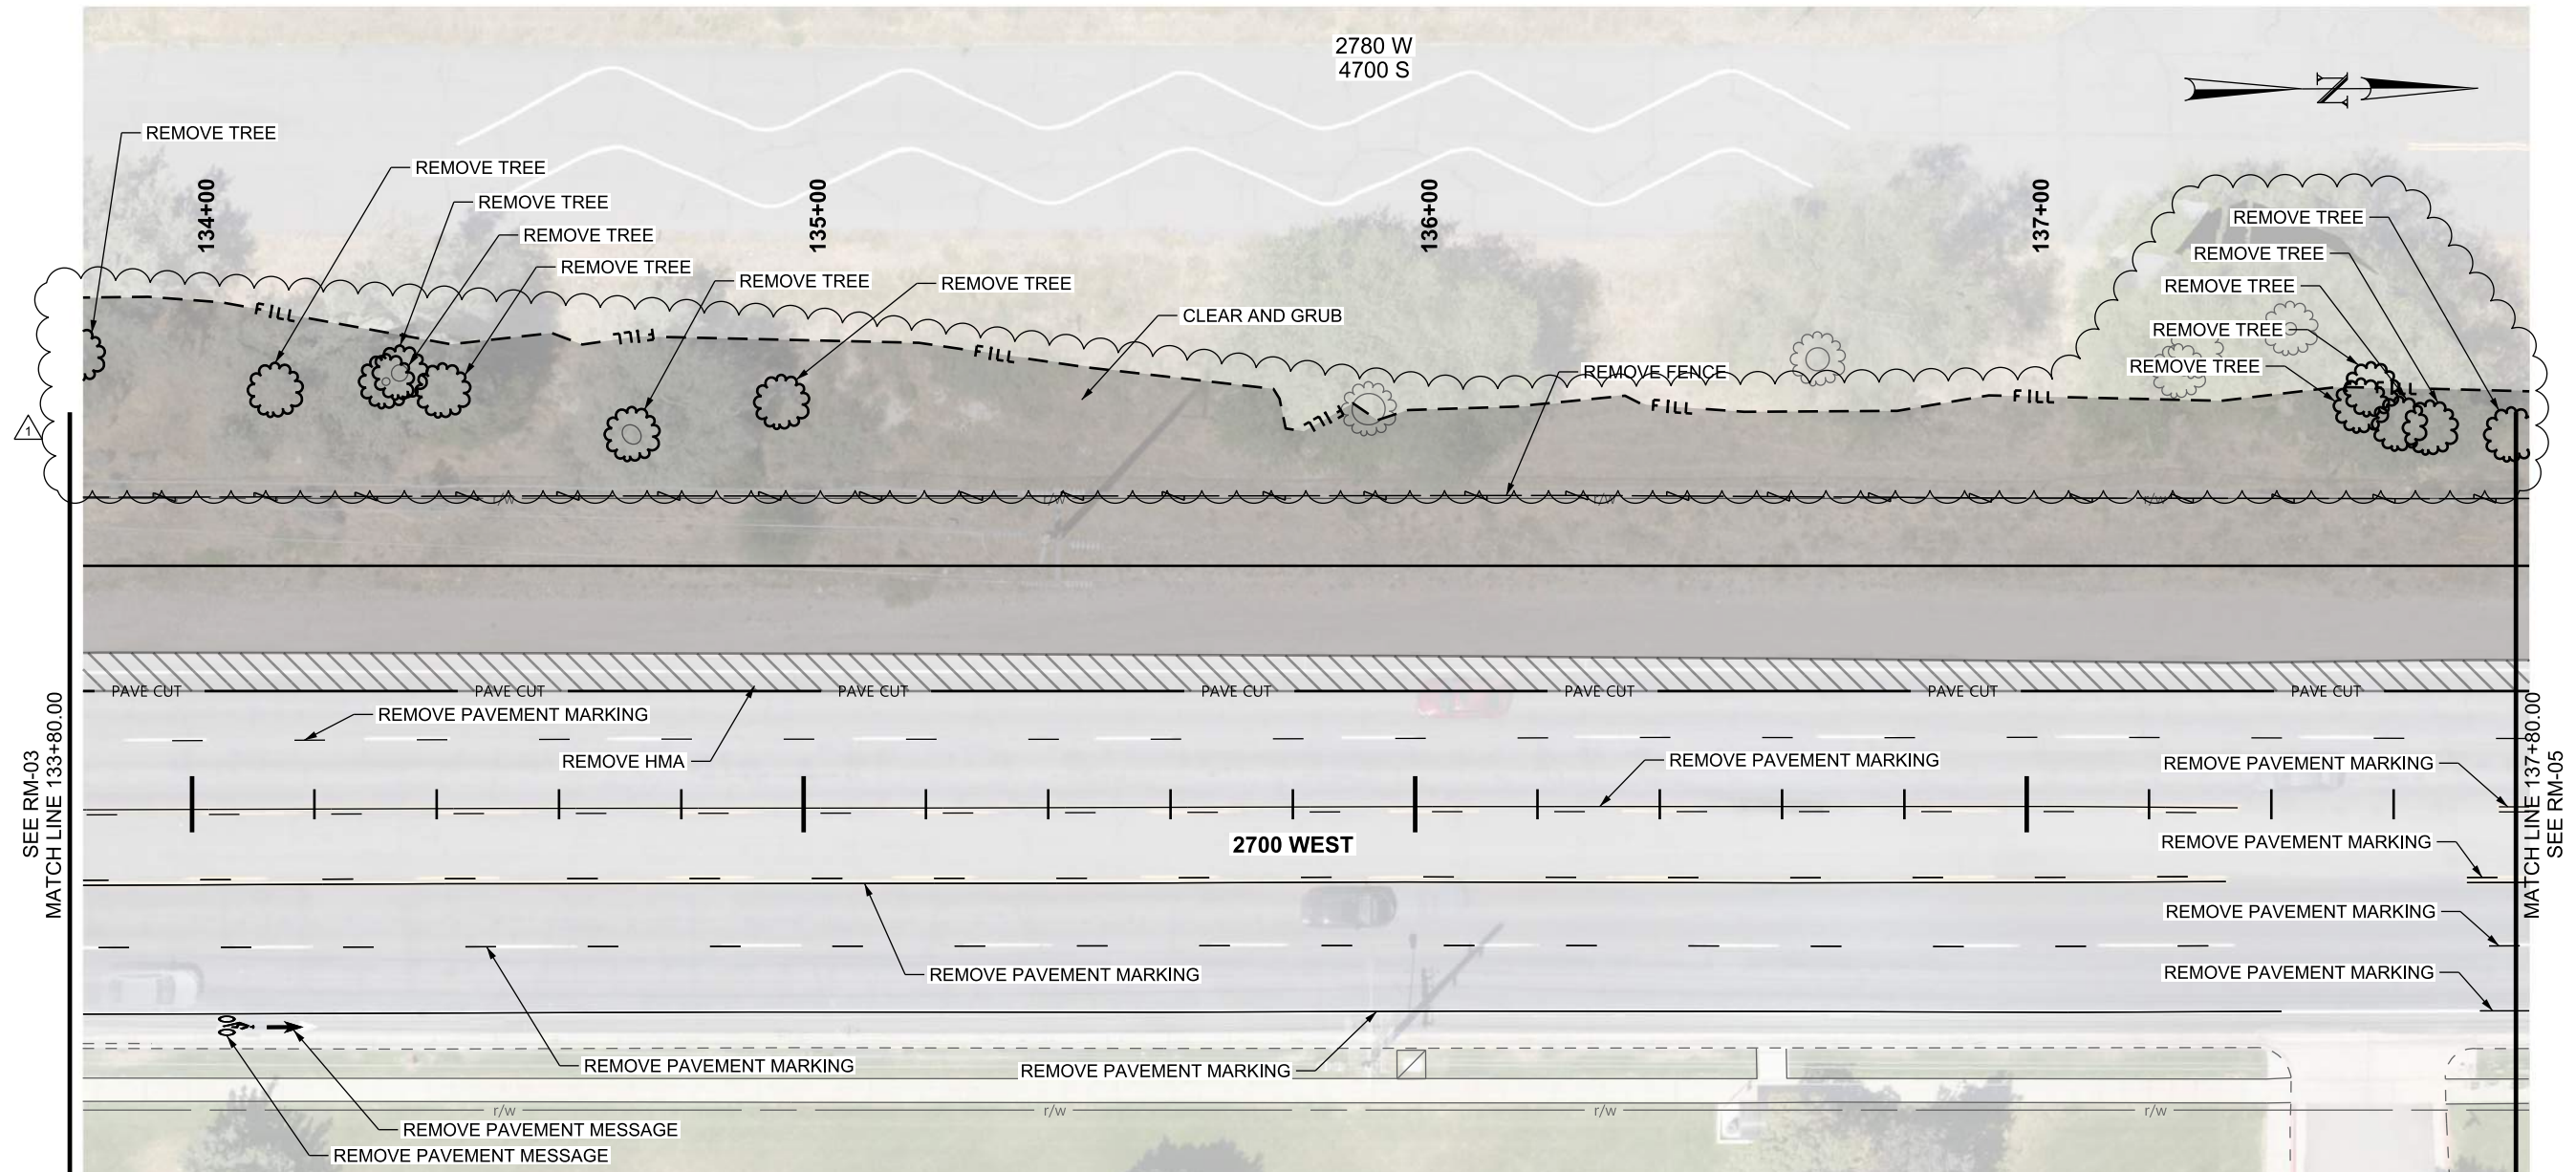 2780 W
4700 S
N
REMOVE TREE
REMOVE TREE
REMOVE TREE
REMOVE TREE
REMOVE TREE
REMOVE TREE
REMOVE TREE
134+00
135+00
136+00
137+00
REMOVE TREE
REMOVE TREE
REMOVE TREE
REMOVE TREE
REMOVE TREE
CLEAR AND GRUB
REMOVE FENCE
FILL
FILL
FILL
FILL
FILL
FILL
FILL
1
r/w
r/w
r/w
r/w
PAVE CUT
PAVE CUT
PAVE CUT
PAVE CUT
PAVE CUT
PAVE CUT
PAVE CUT
REMOVE PAVEMENT MARKING
REMOVE HMA
REMOVE PAVEMENT MARKING
REMOVE PAVEMENT MARKING
2700 WEST
REMOVE PAVEMENT MARKING
REMOVE PAVEMENT MARKING
REMOVE PAVEMENT MARKING
REMOVE PAVEMENT MARKING
REMOVE PAVEMENT MARKING
REMOVE PAVEMENT MARKING
r/w
r/w
r/w
r/w
REMOVE PAVEMENT MESSAGE
REMOVE PAVEMENT MESSAGE
SEE RM-03
MATCH LINE 133+80.00
MATCH LINE 137+80.00
SEE RM-05